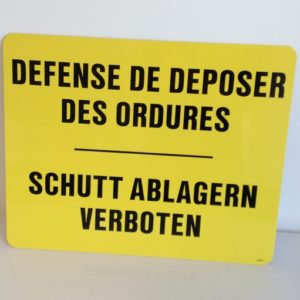 DEFENSE DE DEPOSER
DES ORDURES
SCHUTT ABLAGERN
VERBOTEN